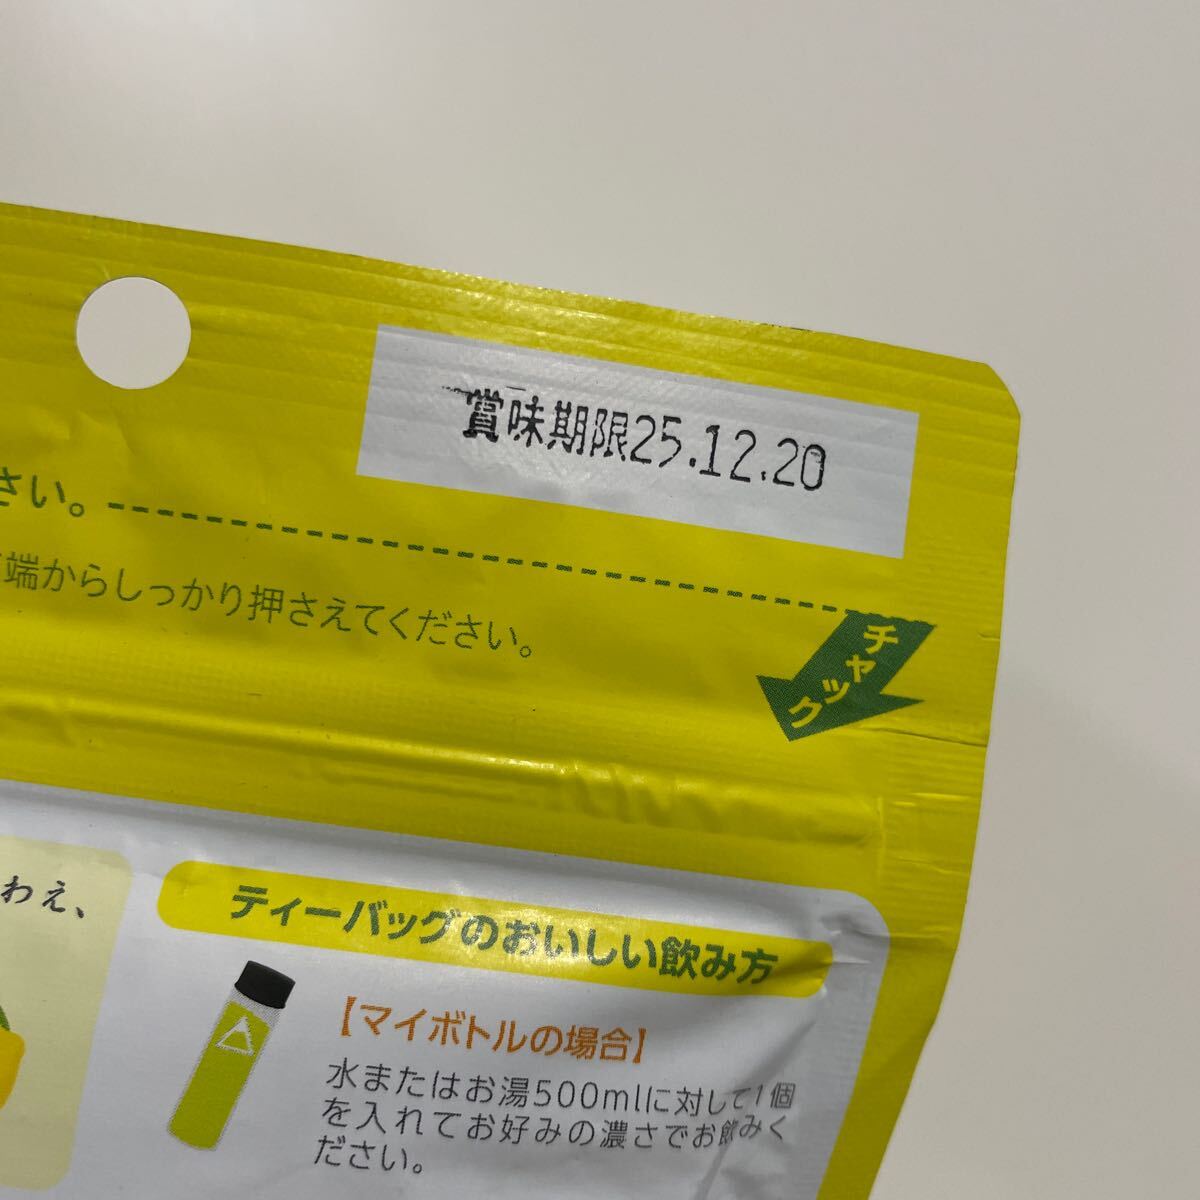 賞味期限25.12.20
さい。
端からしっかり押さえてください。
チャック
わえ、
ティーバッグのおいしい飲み方
【マイボトルの場合】
水またはお湯500mlに対して1個
を入れてお好みの濃さでお飲みく
ださい。